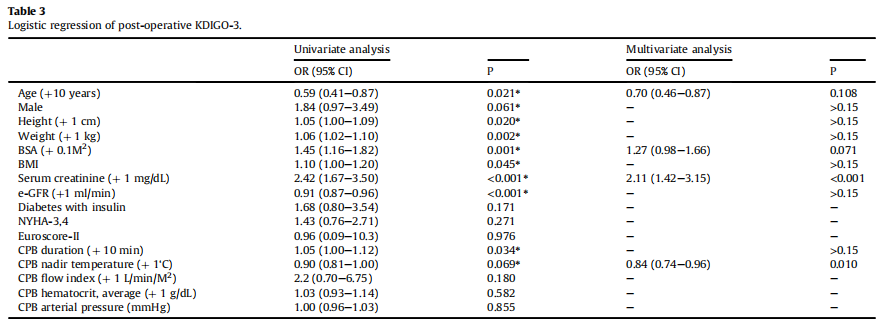 Table 3
Logistic regression of post-operative KDIGO-3.
Univariate analysis Multivariate analysis
OR (95% CI) P OR (95% CI) P
Age (+10 years) 0.59 (0.41–0.87) 0.021* 0.70 (0.46–0.87) 0.108
Male 1.84 (0.97–3.49) 0.061* – >0.15
Height (+ 1 cm) 1.05 (1.00–1.09) 0.020* – >0.15
Weight (+ 1 kg) 1.06 (1.02–1.10) 0.002* – >0.15
BSA (+ 0.1M²) 1.45 (1.16–1.82) 0.001* 1.27 (0.98–1.66) 0.071
BMI 1.10 (1.00–1.20) 0.045* – >0.15
Serum creatinine (+ 1 mg/dL) 2.42 (1.67–3.50) <0.001* 2.11 (1.42–3.15) <0.001
e-GFR (+1 ml/min) 0.91 (0.87–0.96) <0.001* – >0.15
Diabetes with insulin 1.68 (0.80–3.54) 0.171 – –
NYHA-3,4 1.43 (0.76–2.71) 0.271 – –
Euroscore-II 0.96 (0.09–10.3) 0.976 – –
CPB duration (+ 10 min) 1.05 (1.00–1.12) 0.034* – >0.15
CPB nadir temperature (+ 1°C) 0.90 (0.81–1.00) 0.069* 0.84 (0.74–0.96) 0.010
CPB flow index (+ 1 L/min/M²) 2.2 (0.70–6.75) 0.180 – –
CPB hematocrit, average (+ 1 g/dL) 1.03 (0.93–1.14) 0.582 – –
CPB arterial pressure (mmHg) 1.00 (0.96–1.03) 0.855 – –